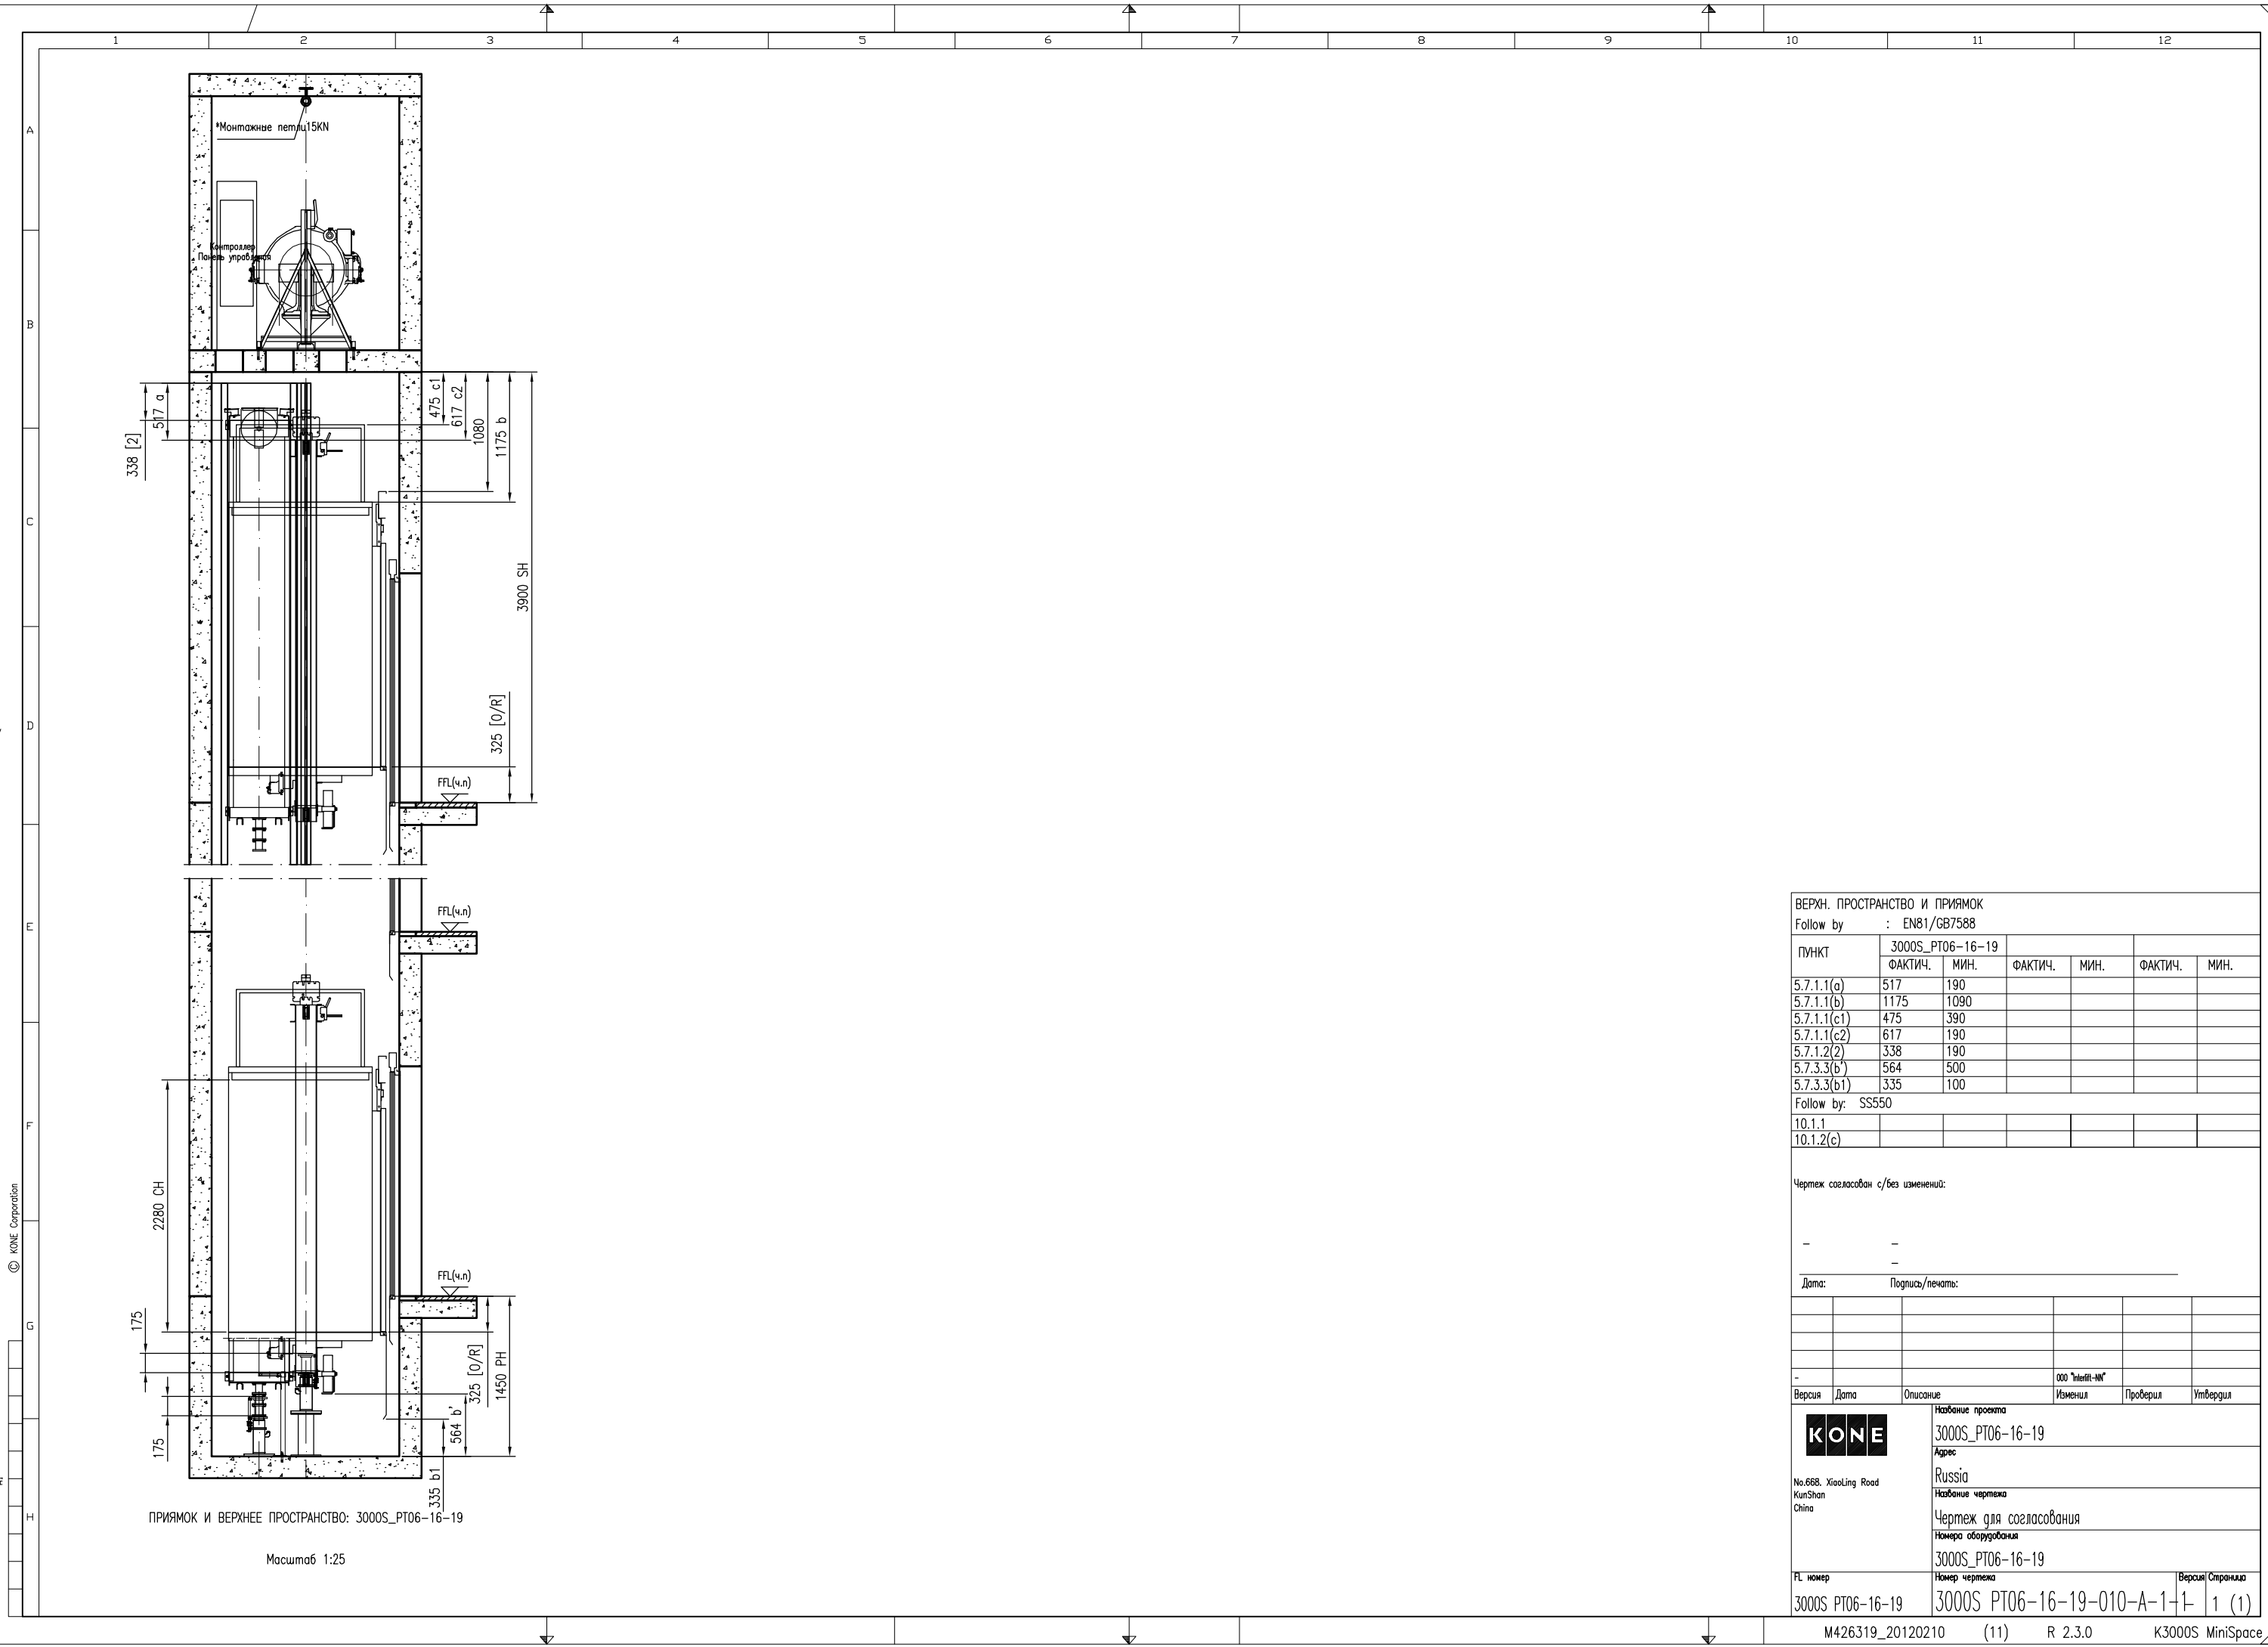 1 2 3 4 5 6 7 8 9 10 11 12
A
B
C
D
E
F
G
H
*Монтажные петли15KN
Контроллер
Панель управления
517 a
338 [2]
475 c1
617 c2
1080
1175 b
3900 SH
325 [O/R]
FFL(ч.п)
FFL(ч.п)
2280 CH
FFL(ч.п)
175
175
325 [O/R]
1450 PH
564 b'
335 b1
ПРИЯМОК И ВЕРХНЕЕ ПРОСТРАНСТВО: 3000S_PT06-16-19
Масштаб 1:25
© KONE Corporation
ВЕРХН. ПРОСТРАНСТВО И ПРИЯМОК
Follow by : EN81/GB7588
ПУНКТ 3000S_PT06-16-19
ФАКТИЧ. МИН. ФАКТИЧ. МИН. ФАКТИЧ. МИН.
5.7.1.1(a) 517 190
5.7.1.1(b) 1175 1090
5.7.1.1(c1) 475 390
5.7.1.1(c2) 617 190
5.7.1.2(2) 338 190
5.7.3.3(b') 564 500
5.7.3.3(b1) 335 100
Follow by: SS550
10.1.1
10.1.2(c)
Чертеж согласован с/без изменений:
– –
–
Дата: Подпись/печать:
- ООО "Interlift-NN"
Версия Дата Описание Изменил Проверил Утвердил
KONE
No.668. XiaoLing Road
KunShan
China
Название проекта
3000S_PT06-16-19
Адрес
Russia
Название чертежа
Чертеж для согласования
Номера оборудования
3000S_PT06-16-19
FL номер Номер чертежа Версия Страница
3000S PT06-16-19 3000S PT06-16-19-010-A-1-1 - 1 (1)
M426319_20120210 (11) R 2.3.0 K3000S MiniSpace